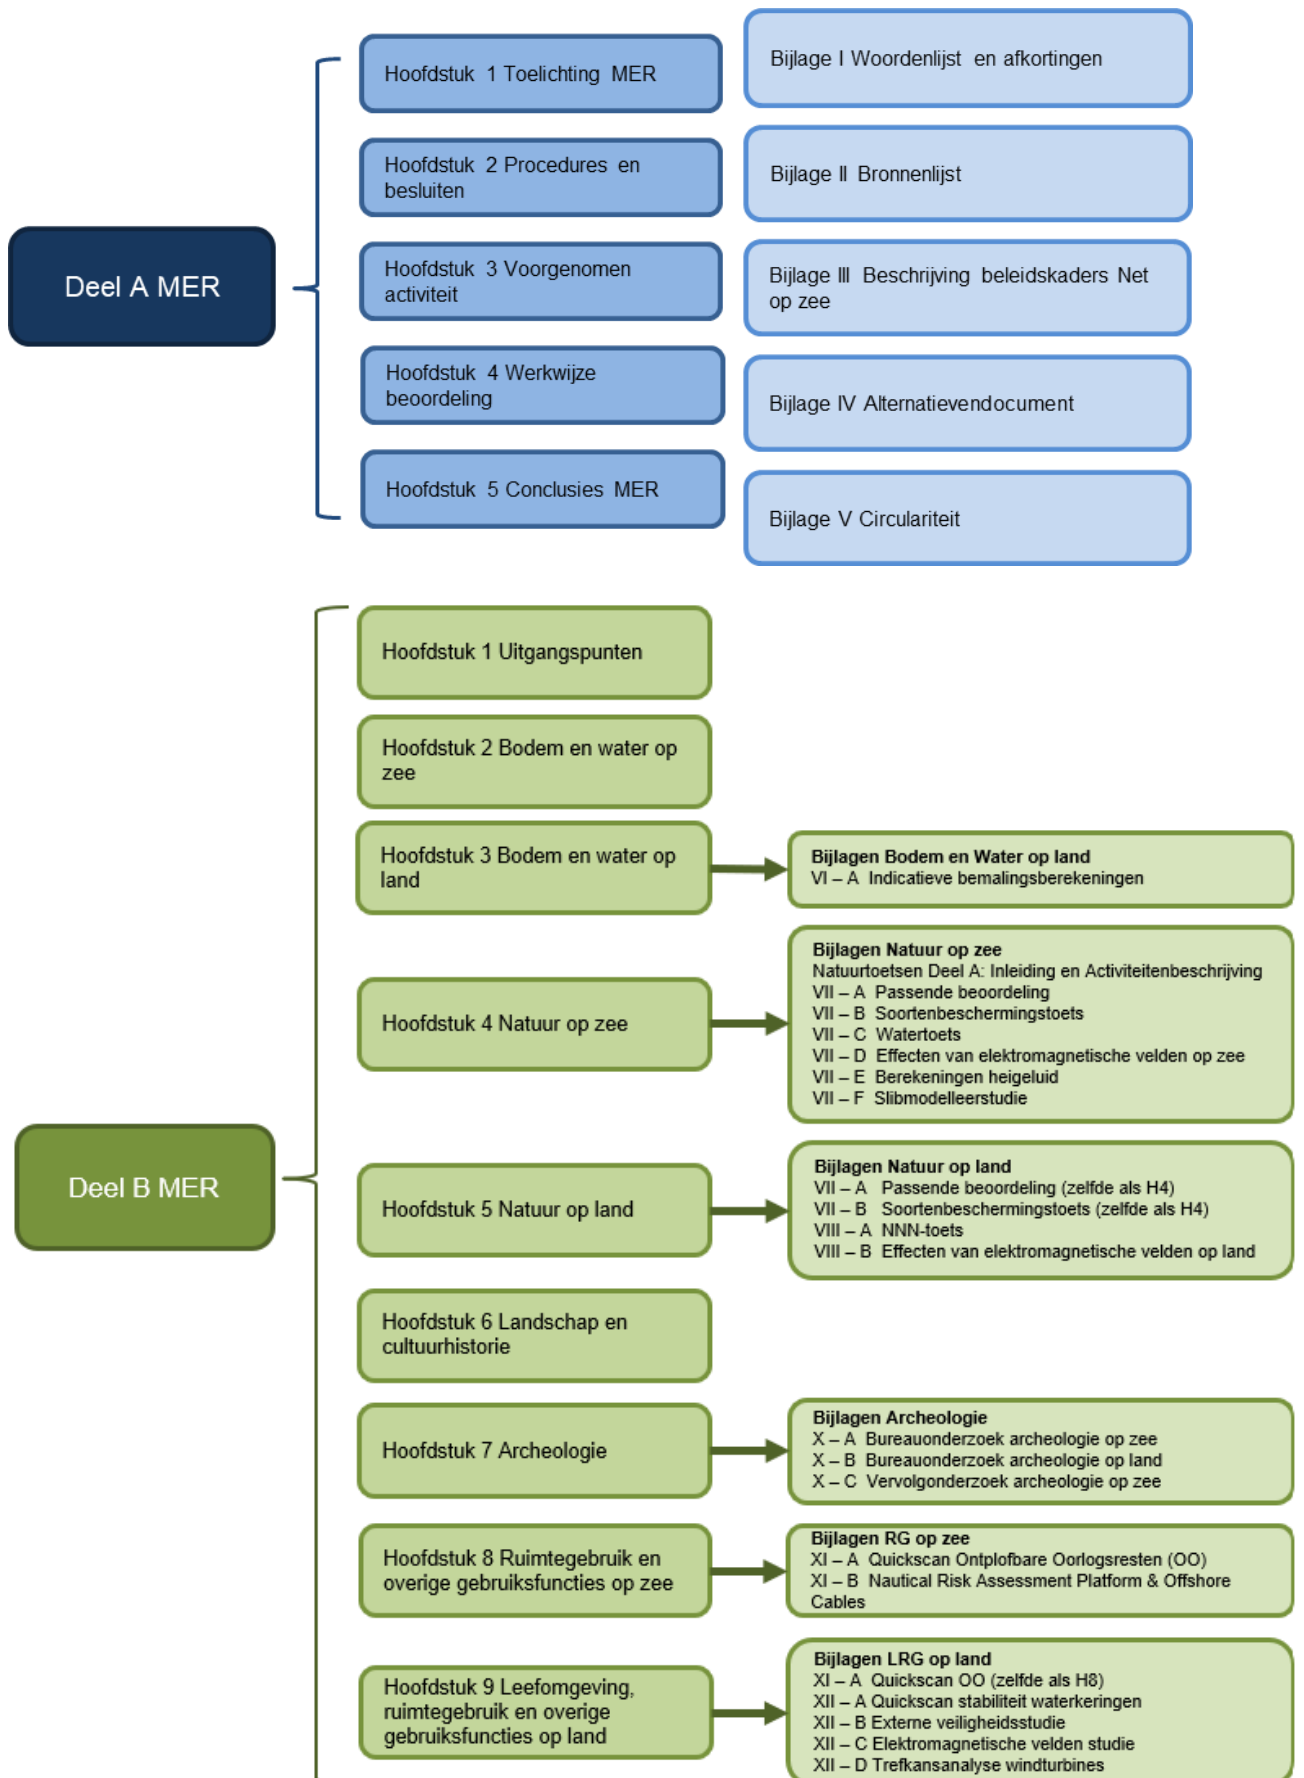 Deel A MER
Hoofdstuk 1 Toelichting MER
Hoofdstuk 2 Procedures en
besluiten
Hoofdstuk 3 Voorgenomen
activiteit
Hoofdstuk 4 Werkwijze
beoordeling
Hoofdstuk 5 Conclusies MER
Bijlage I Woordenlijst en afkortingen
Bijlage II Bronnenlijst
Bijlage III Beschrijving beleidskaders Net
op zee
Bijlage IV Alternatievendocument
Bijlage V Circulariteit
Deel B MER
Hoofdstuk 1 Uitgangspunten
Hoofdstuk 2 Bodem en water op
zee
Hoofdstuk 3 Bodem en water op
land
Bijlagen Bodem en Water op land
VI – A Indicatieve bemalingsberekeningen
Hoofdstuk 4 Natuur op zee
Bijlagen Natuur op zee
Natuurtoetsen Deel A: Inleiding en Activiteitenbeschrijving
VII – A Passende beoordeling
VII – B Soortenbeschermingstoets
VII – C Watertoets
VII – D Effecten van elektromagnetische velden op zee
VII – E Berekeningen heigeluid
VII – F Slibmodelleerstudie
Hoofdstuk 5 Natuur op land
Bijlagen Natuur op land
VII – A Passende beoordeling (zelfde als H4)
VII – B Soortenbeschermingstoets (zelfde als H4)
VIII – A NNN-toets
VIII – B Effecten van elektromagnetische velden op land
Hoofdstuk 6 Landschap en
cultuurhistorie
Hoofdstuk 7 Archeologie
Bijlagen Archeologie
X – A Bureauonderzoek archeologie op zee
X – B Bureauonderzoek archeologie op land
X – C Vervolgonderzoek archeologie op zee
Hoofdstuk 8 Ruimtegebruik en
overige gebruiksfuncties op zee
Bijlagen RG op zee
XI – A Quickscan Ontplofbare Oorlogsresten (OO)
XI – B Nautical Risk Assessment Platform & Offshore
Cables
Hoofdstuk 9 Leefomgeving,
ruimtegebruik en overige
gebruiksfuncties op land
Bijlagen LRG op land
XI – A Quickscan OO (zelfde als H8)
XII – A Quickscan stabiliteit waterkeringen
XII – B Externe veiligheidsstudie
XII – C Elektromagnetische velden studie
XII – D Trefkansanalyse windturbines